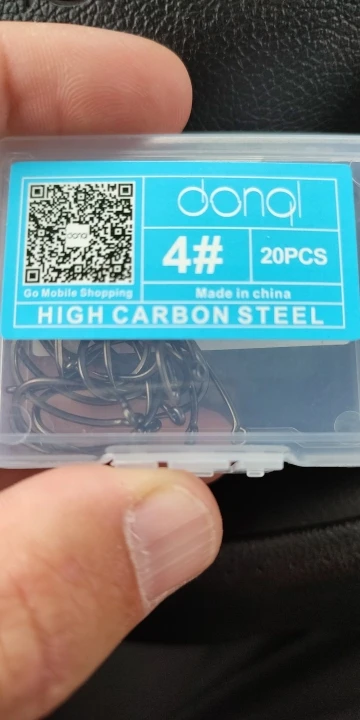 donql
4# 20PCS
Go Mobile Shopping
Made in china
HIGH CARBON STEEL